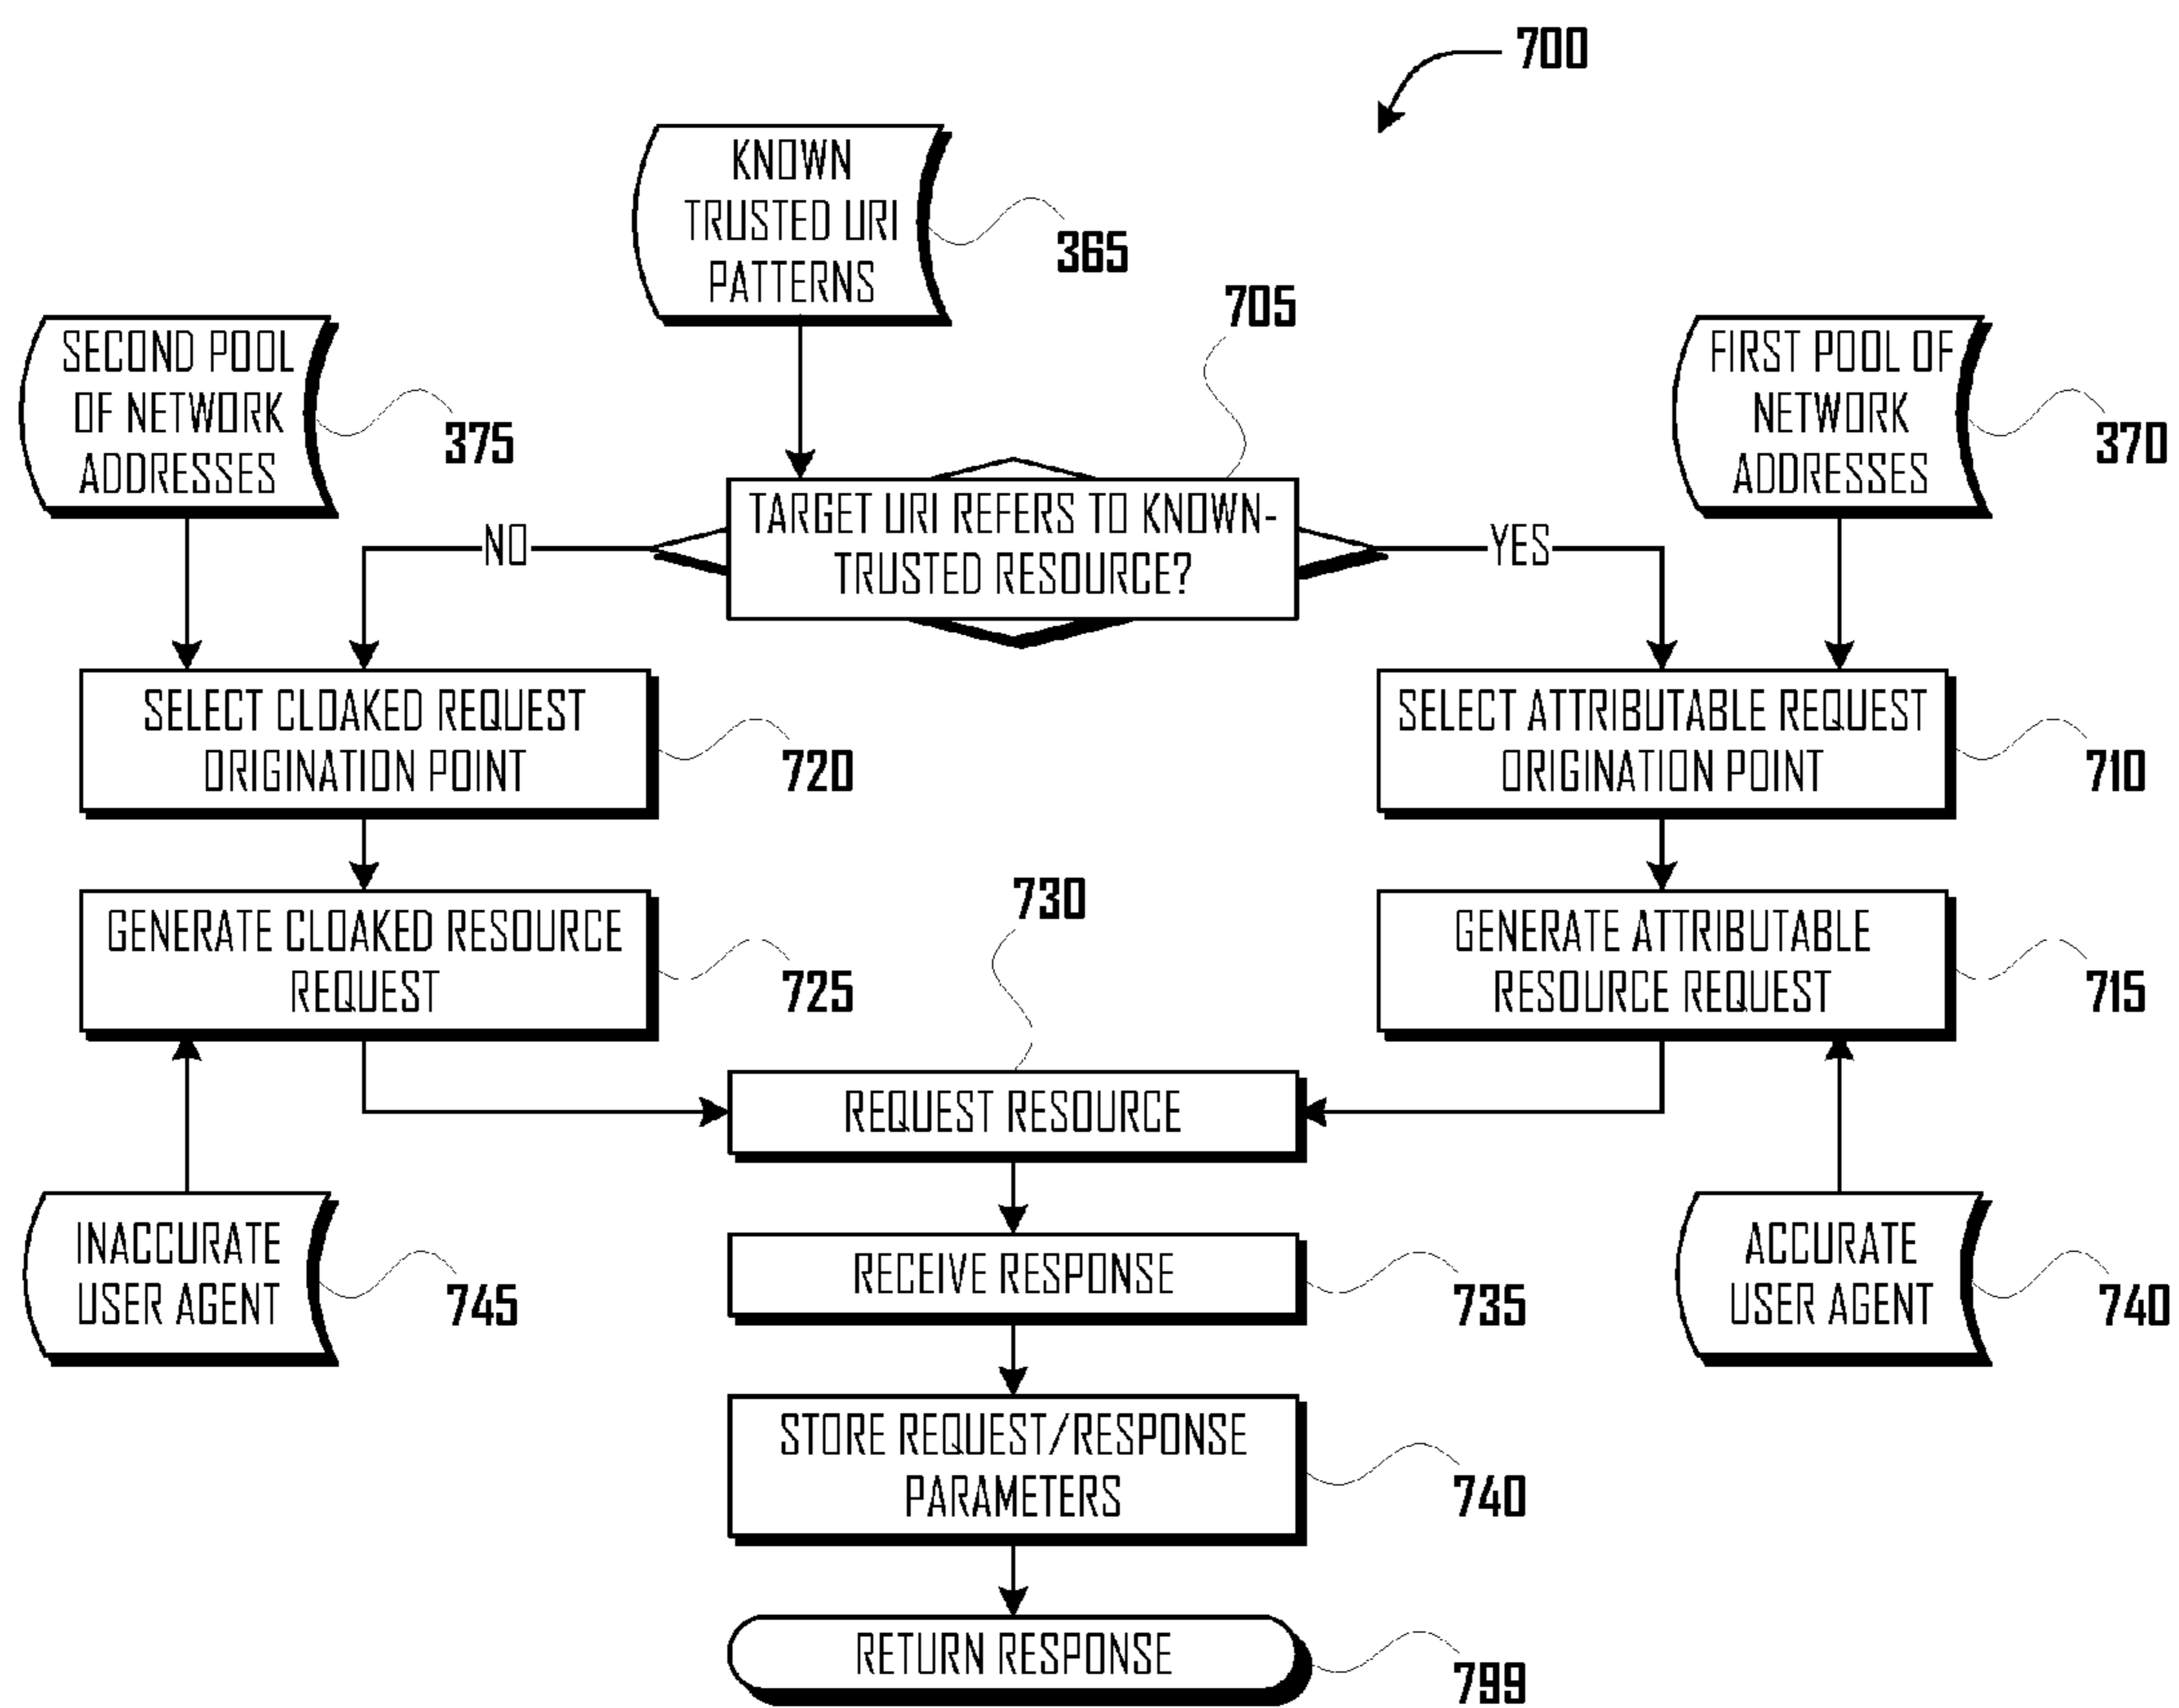 700
KNOWN
TRUSTED URI
PATTERNS
365
705
SECOND POOL
OF NETWORK
ADDRESSES
375
FIRST POOL OF
NETWORK
ADDRESSES
370
TARGET URI REFERS TO KNOWN-
TRUSTED RESOURCE?
NO
YES
SELECT CLOAKED REQUEST
ORIGINATION POINT
720
SELECT ATTRIBUTABLE REQUEST
ORIGINATION POINT
710
GENERATE CLOAKED RESOURCE
REQUEST
725
730
GENERATE ATTRIBUTABLE
RESOURCE REQUEST
715
REQUEST RESOURCE
INACCURATE
USER AGENT
745
RECEIVE RESPONSE
735
ACCURATE
USER AGENT
740
STORE REQUEST/RESPONSE
PARAMETERS
740
RETURN RESPONSE
799